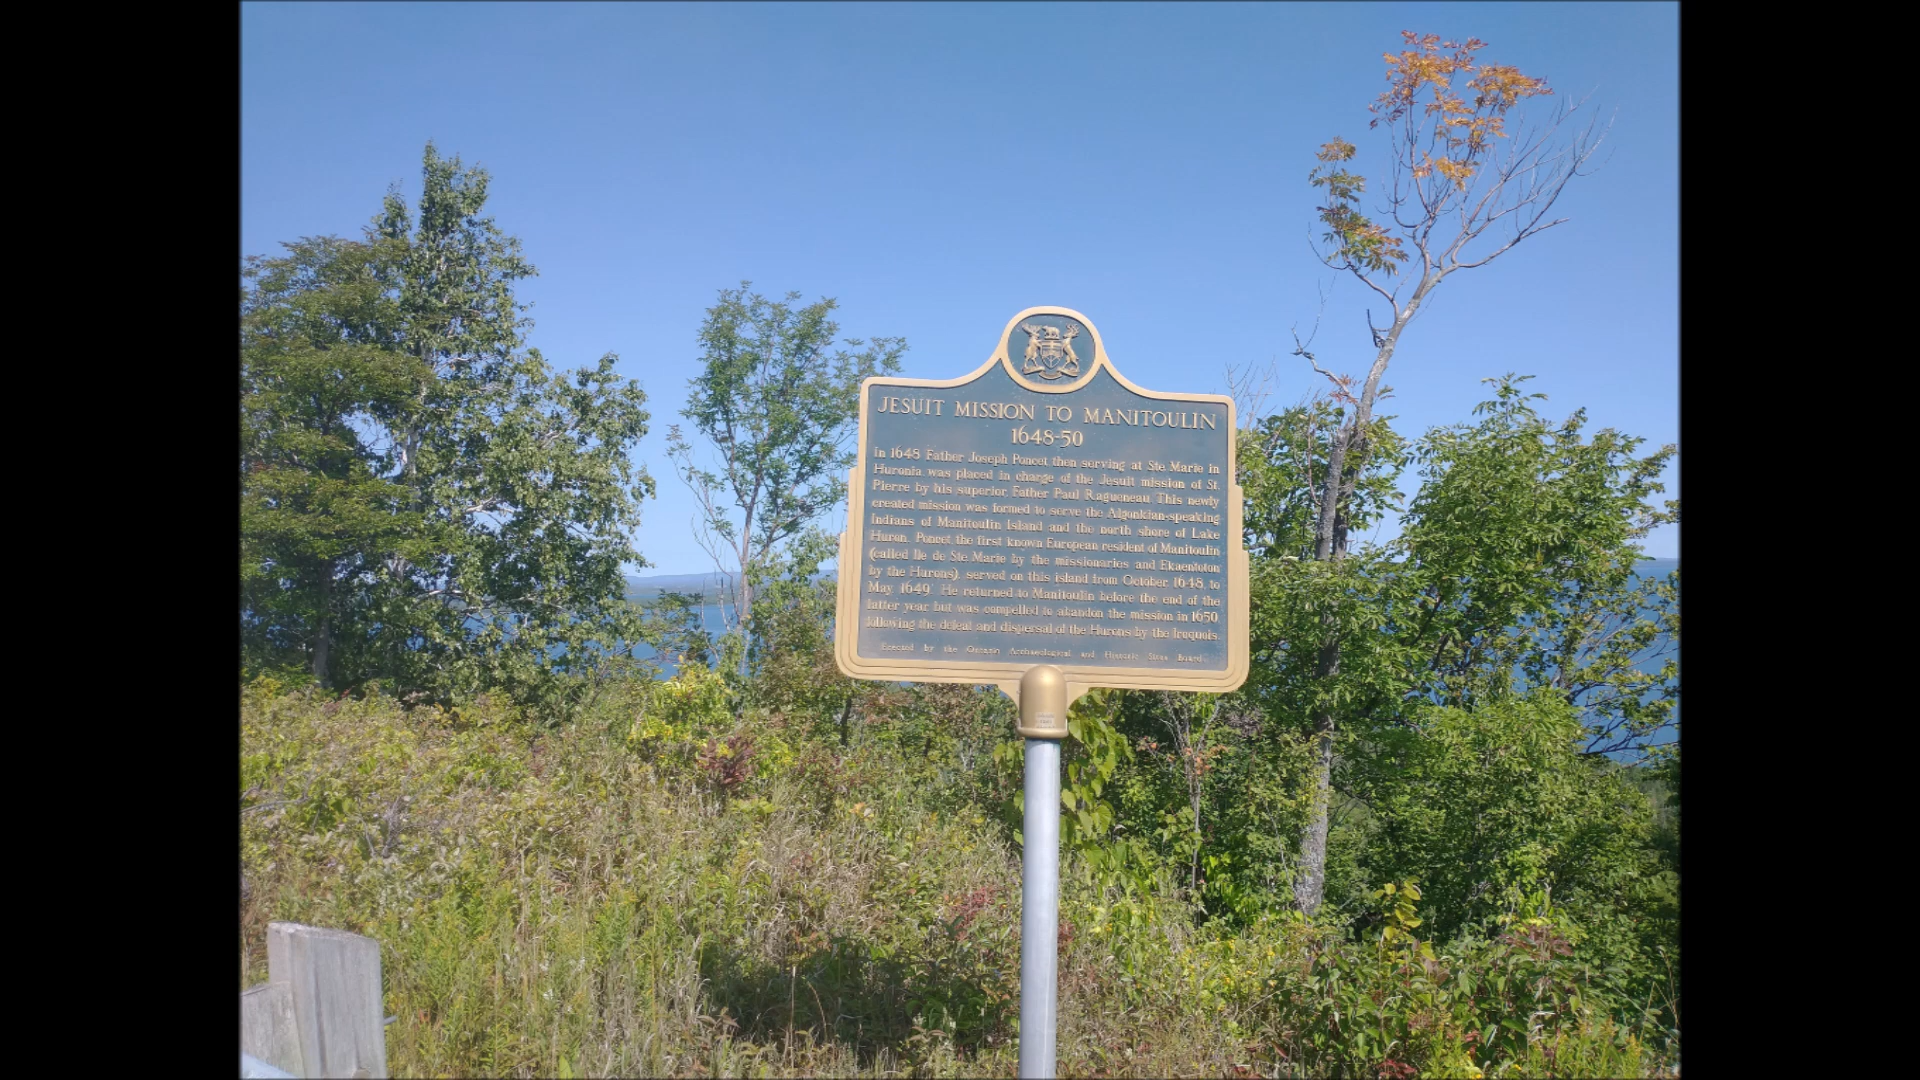 JESUIT MISSION TO MANITOULIN
1648-50
In 1648 Father Joseph Poncet then serving at Ste Marie in
Huronia was placed in charge of the Jesuit mission of St.
Pierre by his superior, Father Paul Ragueneau. This newly
created mission was formed to serve the Algonkian-speaking
Indians of Manitoulin Island and the north shore of Lake
Huron. Poncet the first known European resident of Manitoulin
(called Ile de Ste Marie by the missionaries and Ekaentoton
by the Hurons), served on this island from October 1648, to
May, 1649. He returned to Manitoulin before the end of the
latter year but was compelled to abandon the mission in 1650,
following the defeat and dispersal of the Hurons by the Iroquois.
Erected by the Ontario Archaeological and Historic Sites Board